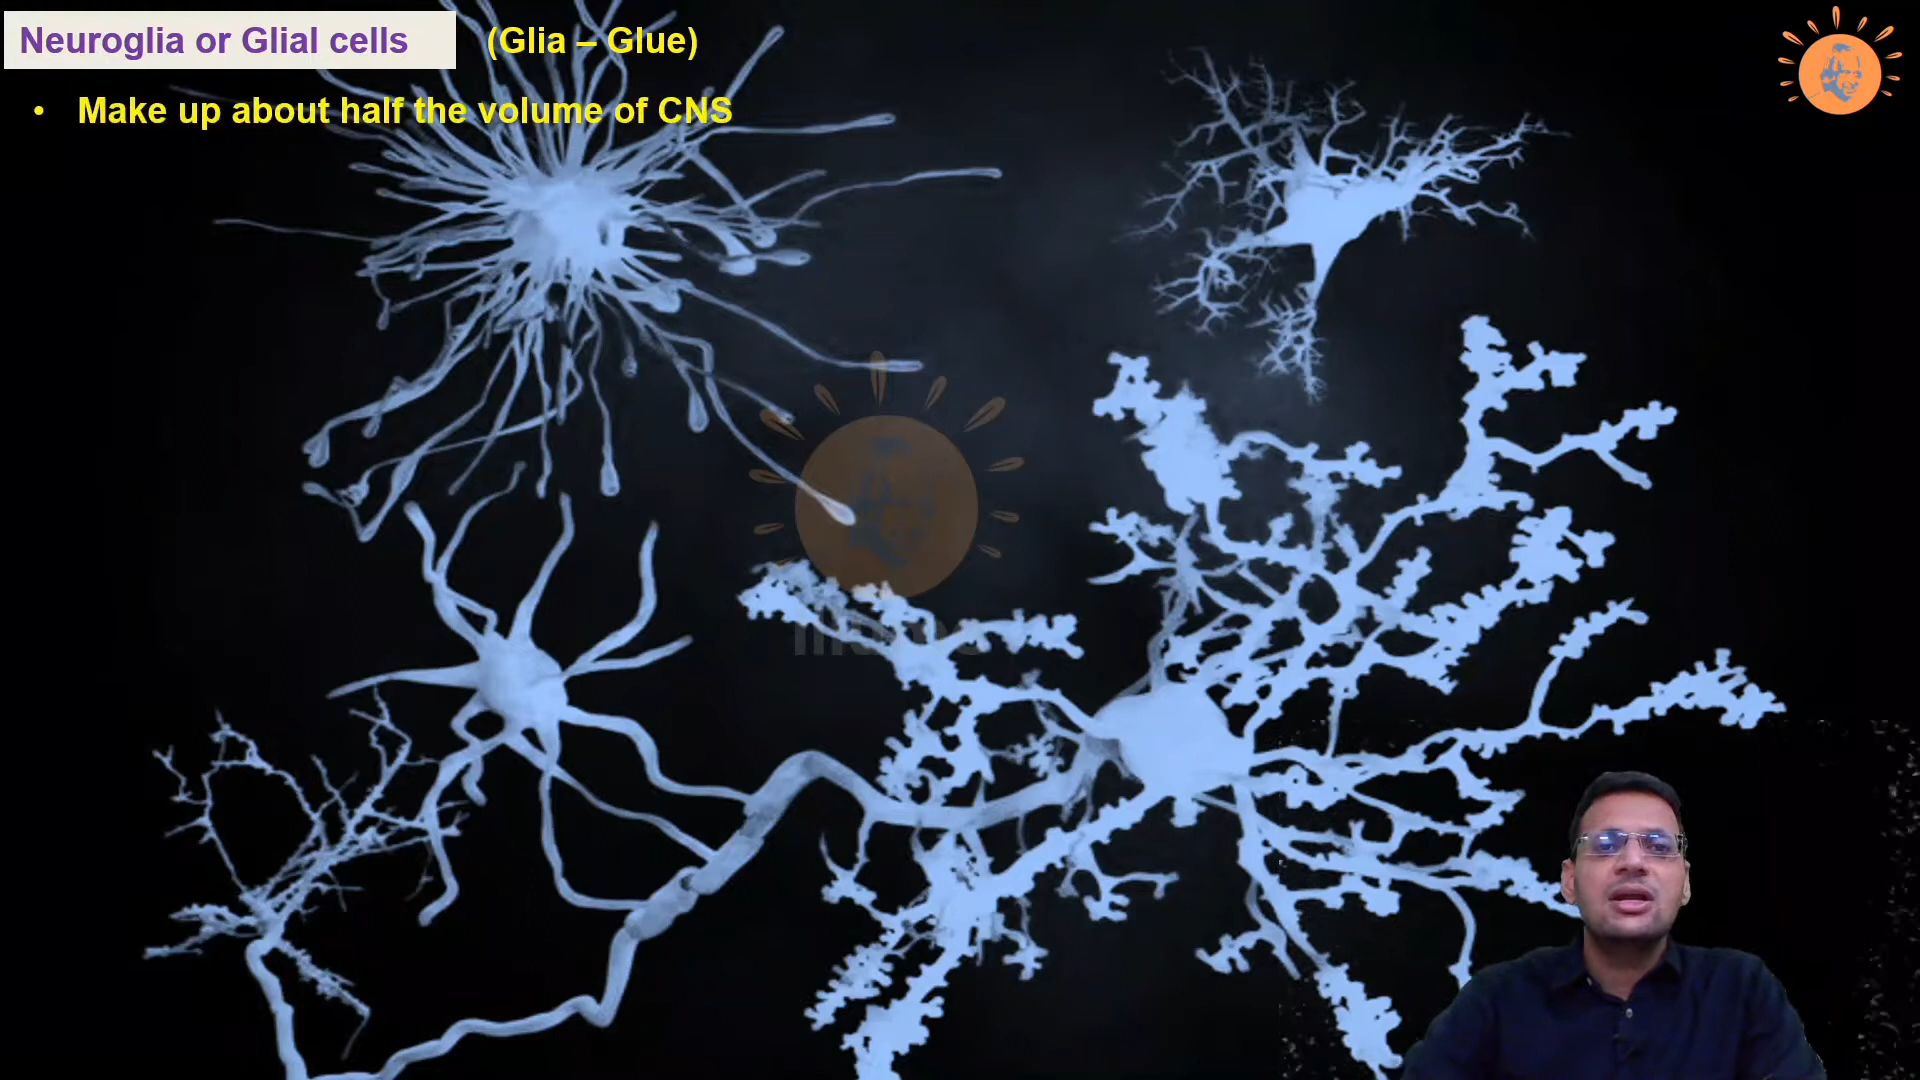 Neuroglia or Glial cells (Glia – Glue)
• Make up about half the volume of CNS